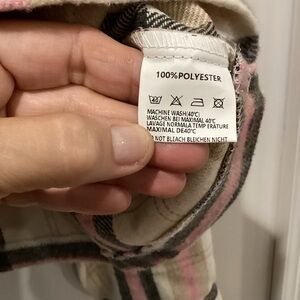 100%POLYESTER
MACHINE WASH(40℃)
WASCHEN BEI MAXIMAL 40℃
LAVAGE NORMALA TEMP ERATURE
MAXIMAL DE40℃
NOT BLEACH BLEICHEN NICHT